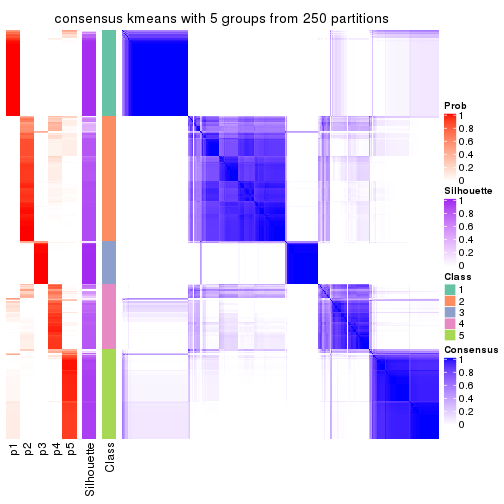 consensus kmeans with 5 groups from 250 partitions
Prob
1
0.8
0.6
0.4
0.2
0
Silhouette
1
0.8
0.6
0.4
0.2
0
Class
1
2
3
4
5
Consensus
1
0.8
0.6
0.4
0.2
0
p1
p2
p3
p4
p5
Silhouette
Class